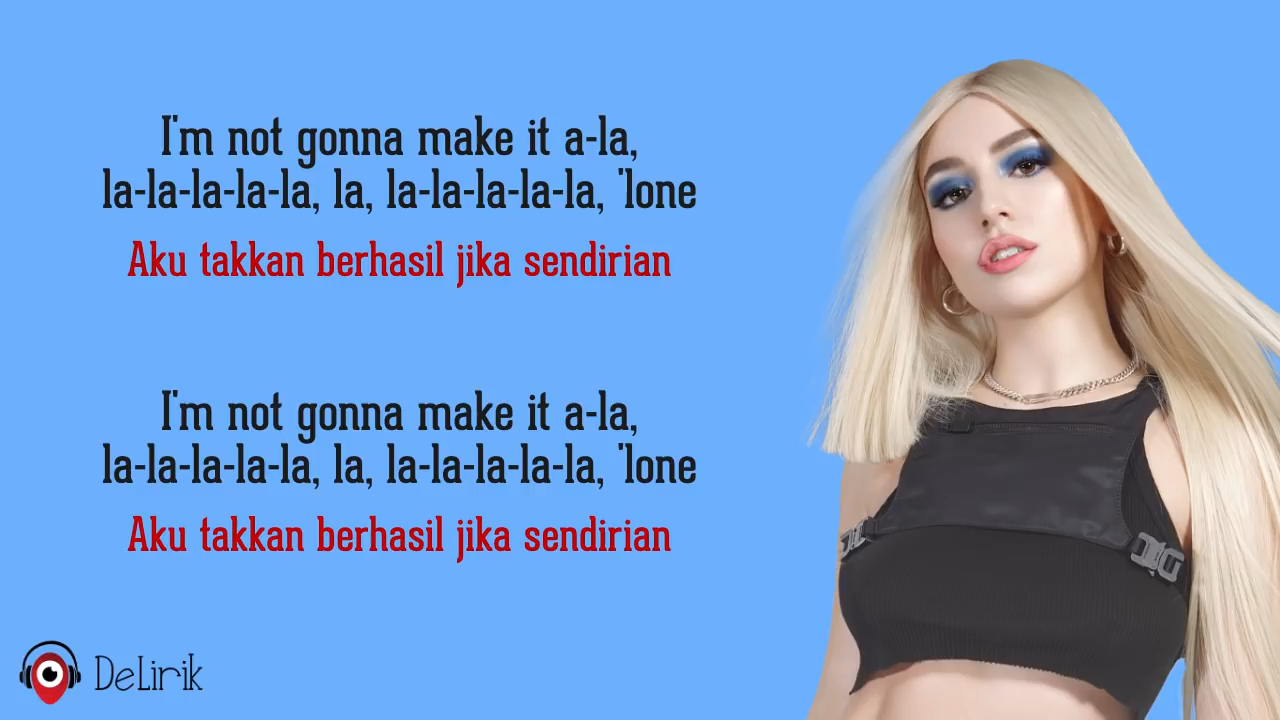 I'm not gonna make it a-la,
la-la-la-la-la, la, la-la-la-la-la, 'lone
Aku takkan berhasil jika sendirian
I'm not gonna make it a-la,
la-la-la-la-la, la, la-la-la-la-la, 'lone
Aku takkan berhasil jika sendirian
DeLirik